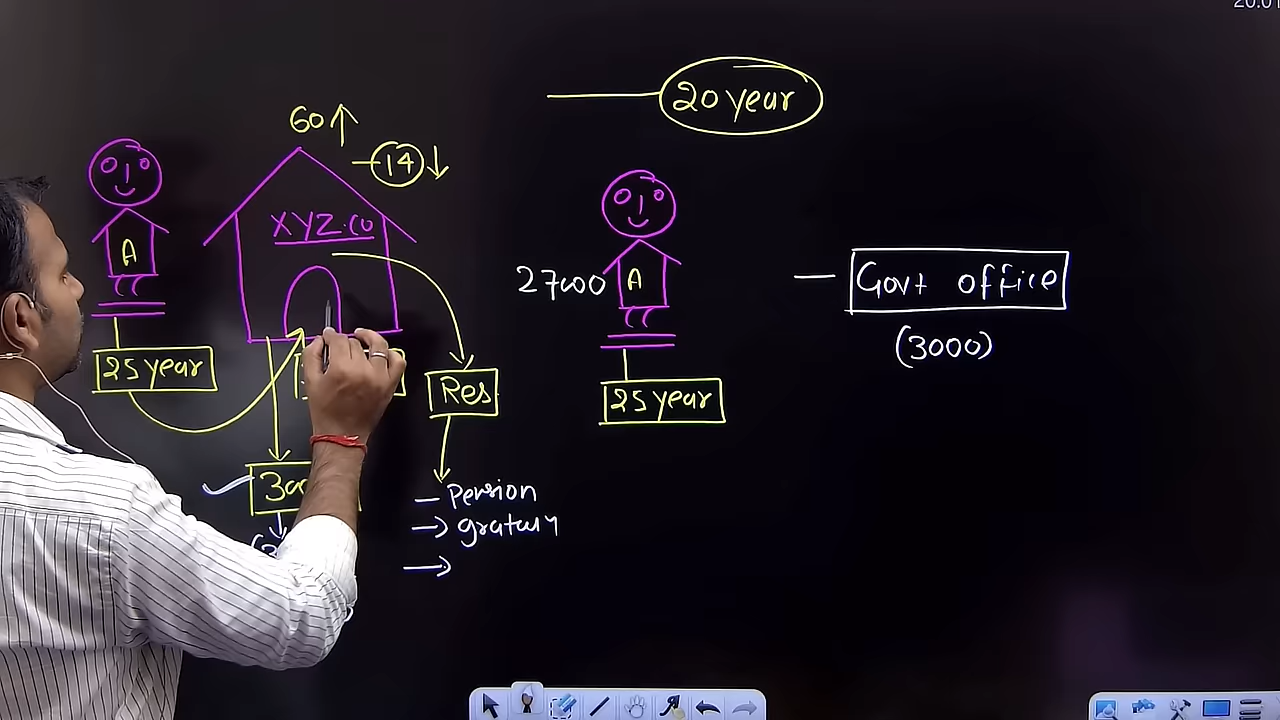 20 year
60 ↑
- 14 ↓
XYZ.CO
A
25 year
Res
- Pension
→ gratuty
→
27000
A
25 year
- Govt office
(3000)